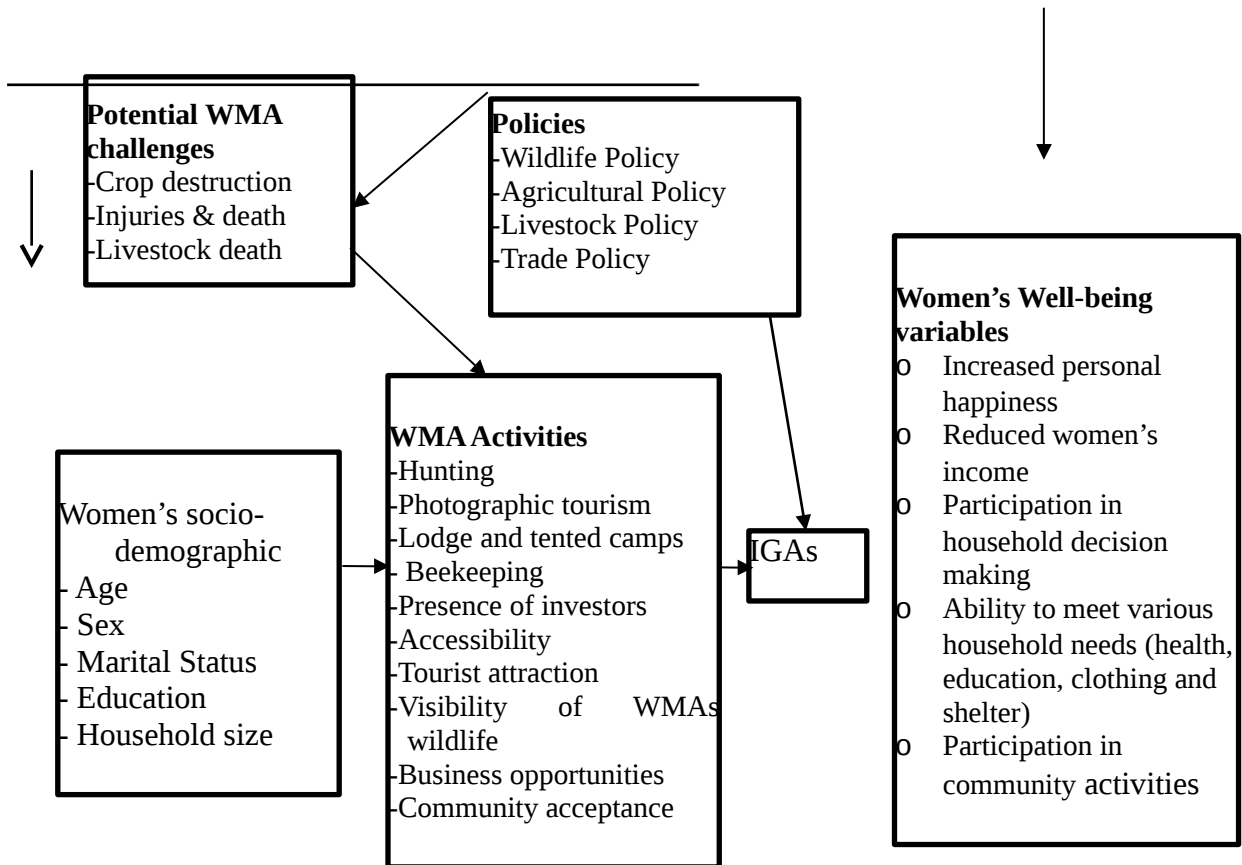 Potential WMA
challenges
-Crop destruction
-Injuries & death
-Livestock death
Policies
-Wildlife Policy
-Agricultural Policy
-Livestock Policy
-Trade Policy
Women’s socio-
demographic
- Age
- Sex
- Marital Status
- Education
- Household size
WMA Activities
-Hunting
-Photographic tourism
-Lodge and tented camps
- Beekeeping
-Presence of investors
-Accessibility
-Tourist attraction
-Visibility of WMAs
wildlife
-Business opportunities
-Community acceptance
IGAs
Women’s Well-being
variables
o Increased personal
happiness
o Reduced women’s
income
o Participation in
household decision
making
o Ability to meet various
household needs (health,
education, clothing and
shelter)
o Participation in
community activities